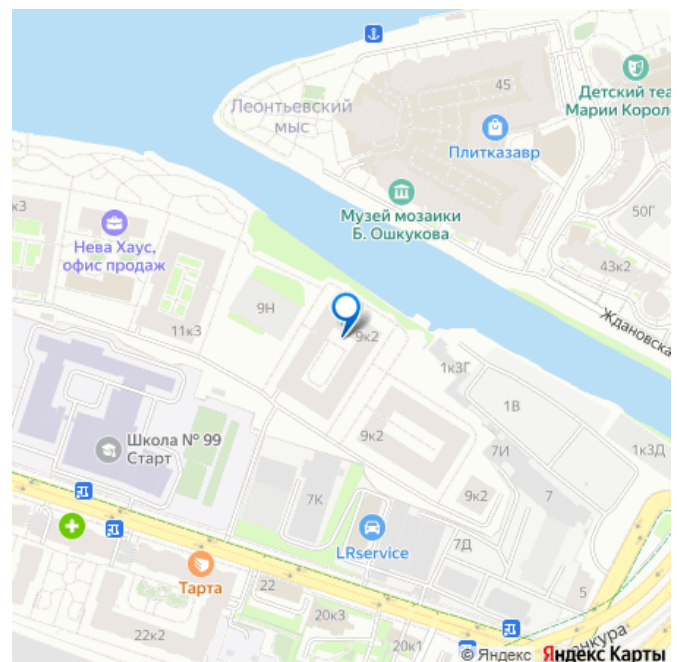 45
Леонтьевский
мыс
Детский теа
Марии Корол
Плитказавр
Музей мозаики
Б. Ошкукова
50Г
к3
Нева Хаус,
офис продаж
43к2
9Н
Ждановска
11к3
9к2
1к3Г
1В
Школа № 99
Старт
9к2
7И
1к3Д
7К
9к2
7
LRservice
7Д
Тарта
22
5
20к3
22к2
20к1
© Яндекс Яндекс Карты